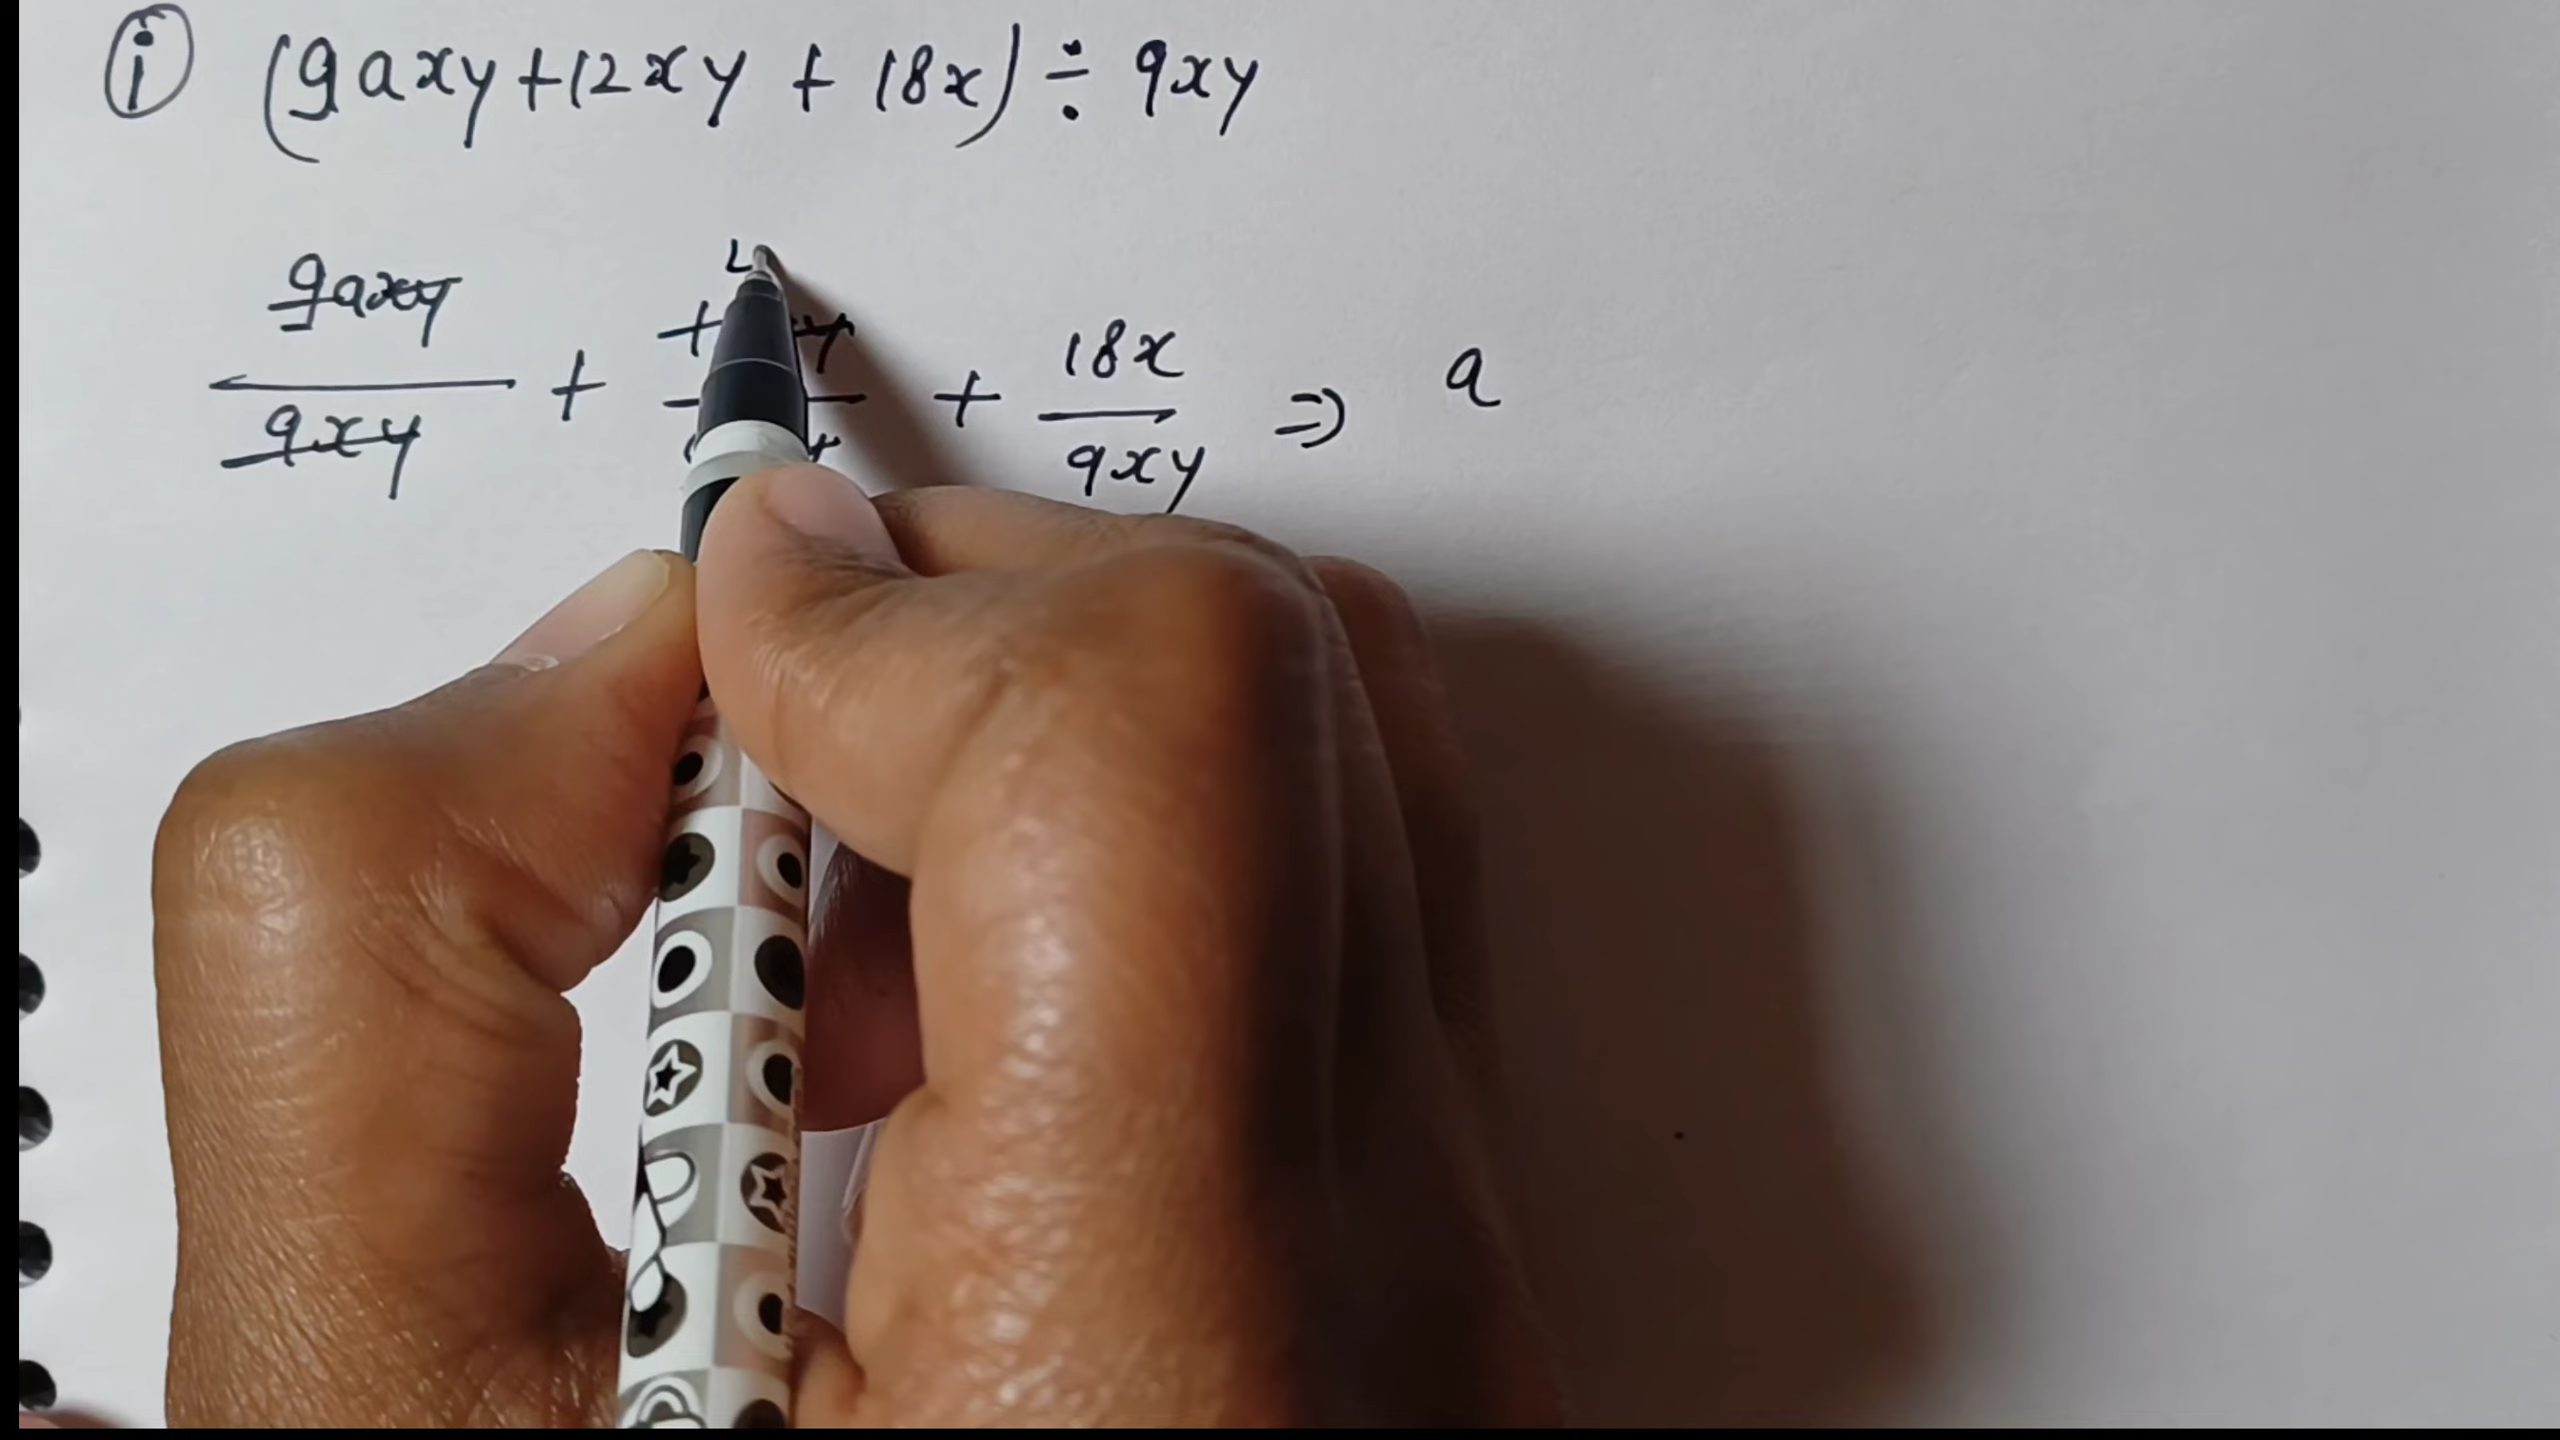 i (9axy+12xy + 18x) ÷ 9xy
9axy/9xy + + 18x/9xy ⇒ a